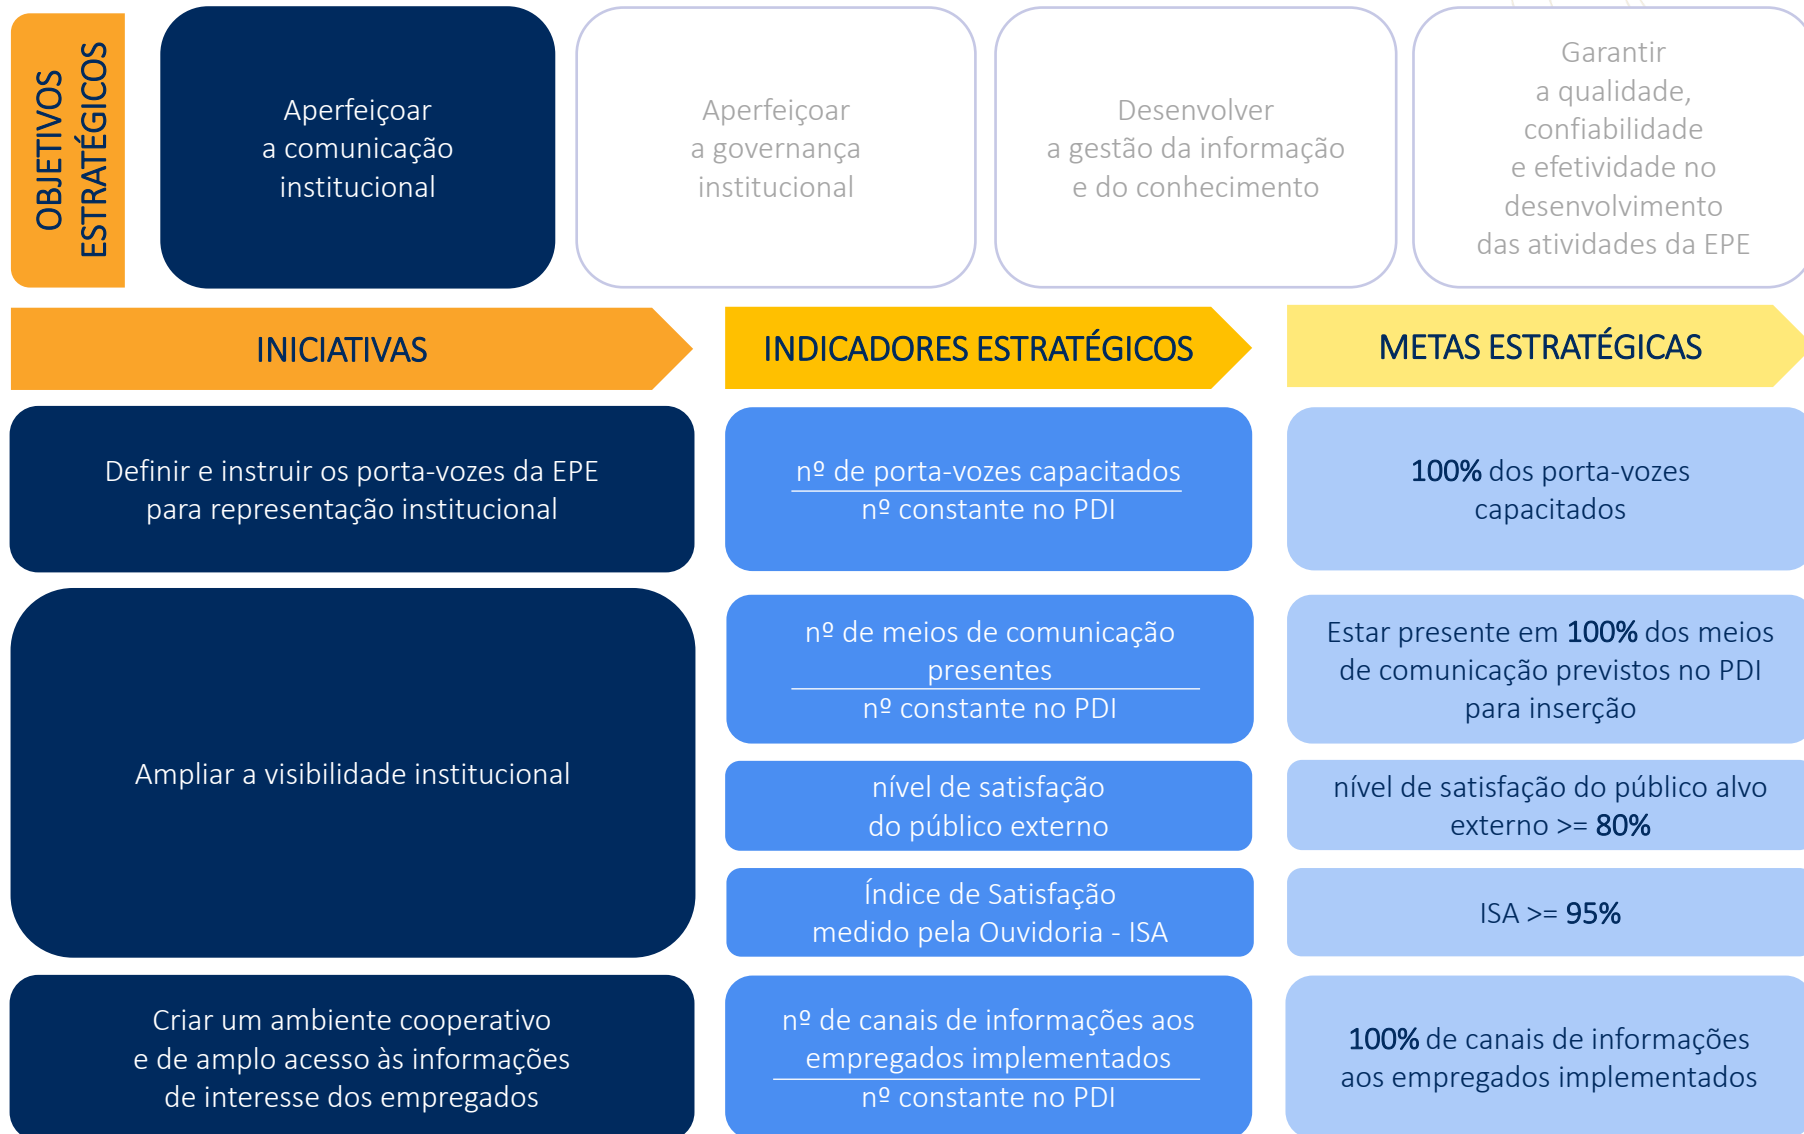 OBJETIVOS
ESTRATÉGICOS
Aperfeiçoar
a comunicação
institucional
Aperfeiçoar
a governança
institucional
Desenvolver
a gestão da informação
e do conhecimento
Garantir
a qualidade,
confiabilidade
e efetividade no
desenvolvimento
das atividades da EPE
INICIATIVAS
INDICADORES ESTRATÉGICOS
METAS ESTRATÉGICAS
Definir e instruir os porta-vozes da EPE
para representação institucional
nº de porta-vozes capacitados
nº constante no PDI
100% dos porta-vozes
capacitados
Ampliar a visibilidade institucional
nº de meios de comunicação
presentes
nº constante no PDI
Estar presente em 100% dos meios
de comunicação previstos no PDI
para inserção
nível de satisfação
do público externo
nível de satisfação do público alvo
externo >= 80%
Índice de Satisfação
medido pela Ouvidoria - ISA
ISA >= 95%
Criar um ambiente cooperativo
e de amplo acesso às informações
de interesse dos empregados
nº de canais de informações aos
empregados implementados
nº constante no PDI
100% de canais de informações
aos empregados implementados